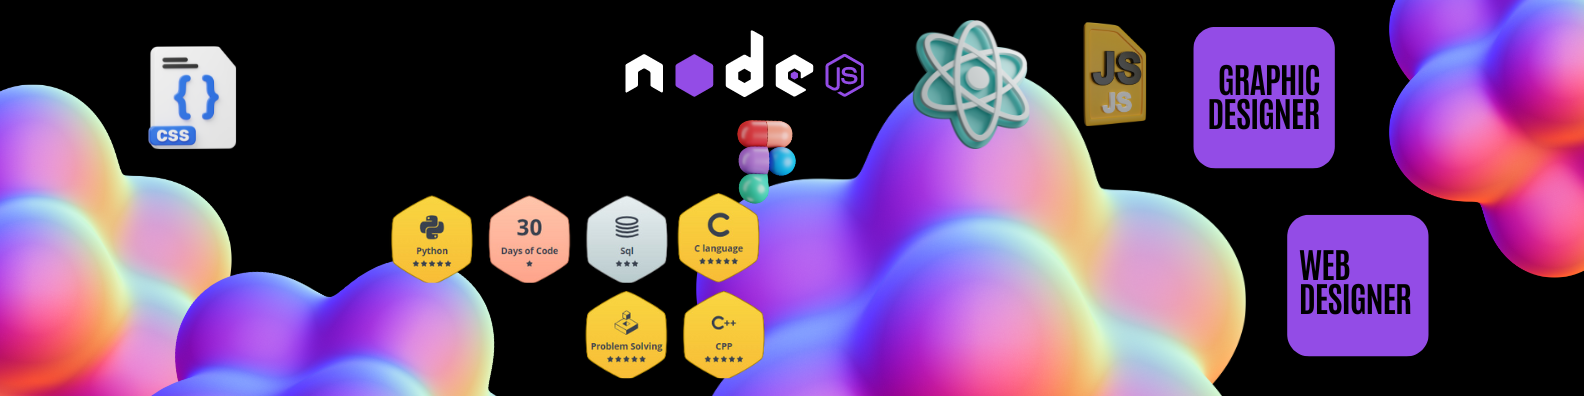 { }
CSS
node
JS
JS
JS
GRAPHIC
DESIGNER
Python
30
Days of Code
Sql
C
C language
Problem Solving
C++
CPP
WEB
DESIGNER